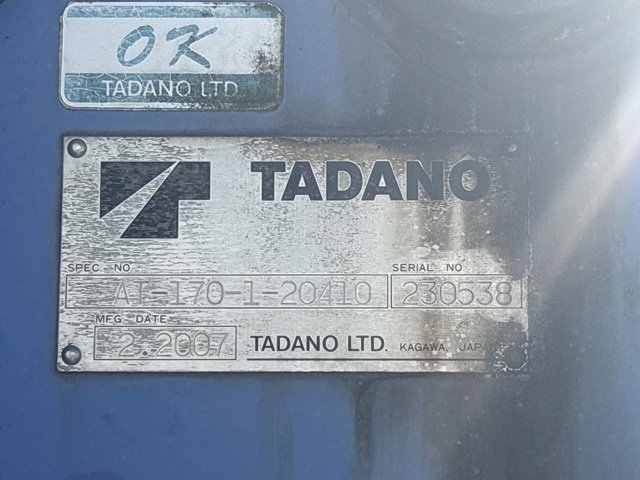 OK
TADANO LTD
TADANO
SPEC. NO SERIAL NO
AT-170-1-20410 230538
MFG. DATE
2.2007 TADANO LTD. KAGAWA, JAPAN